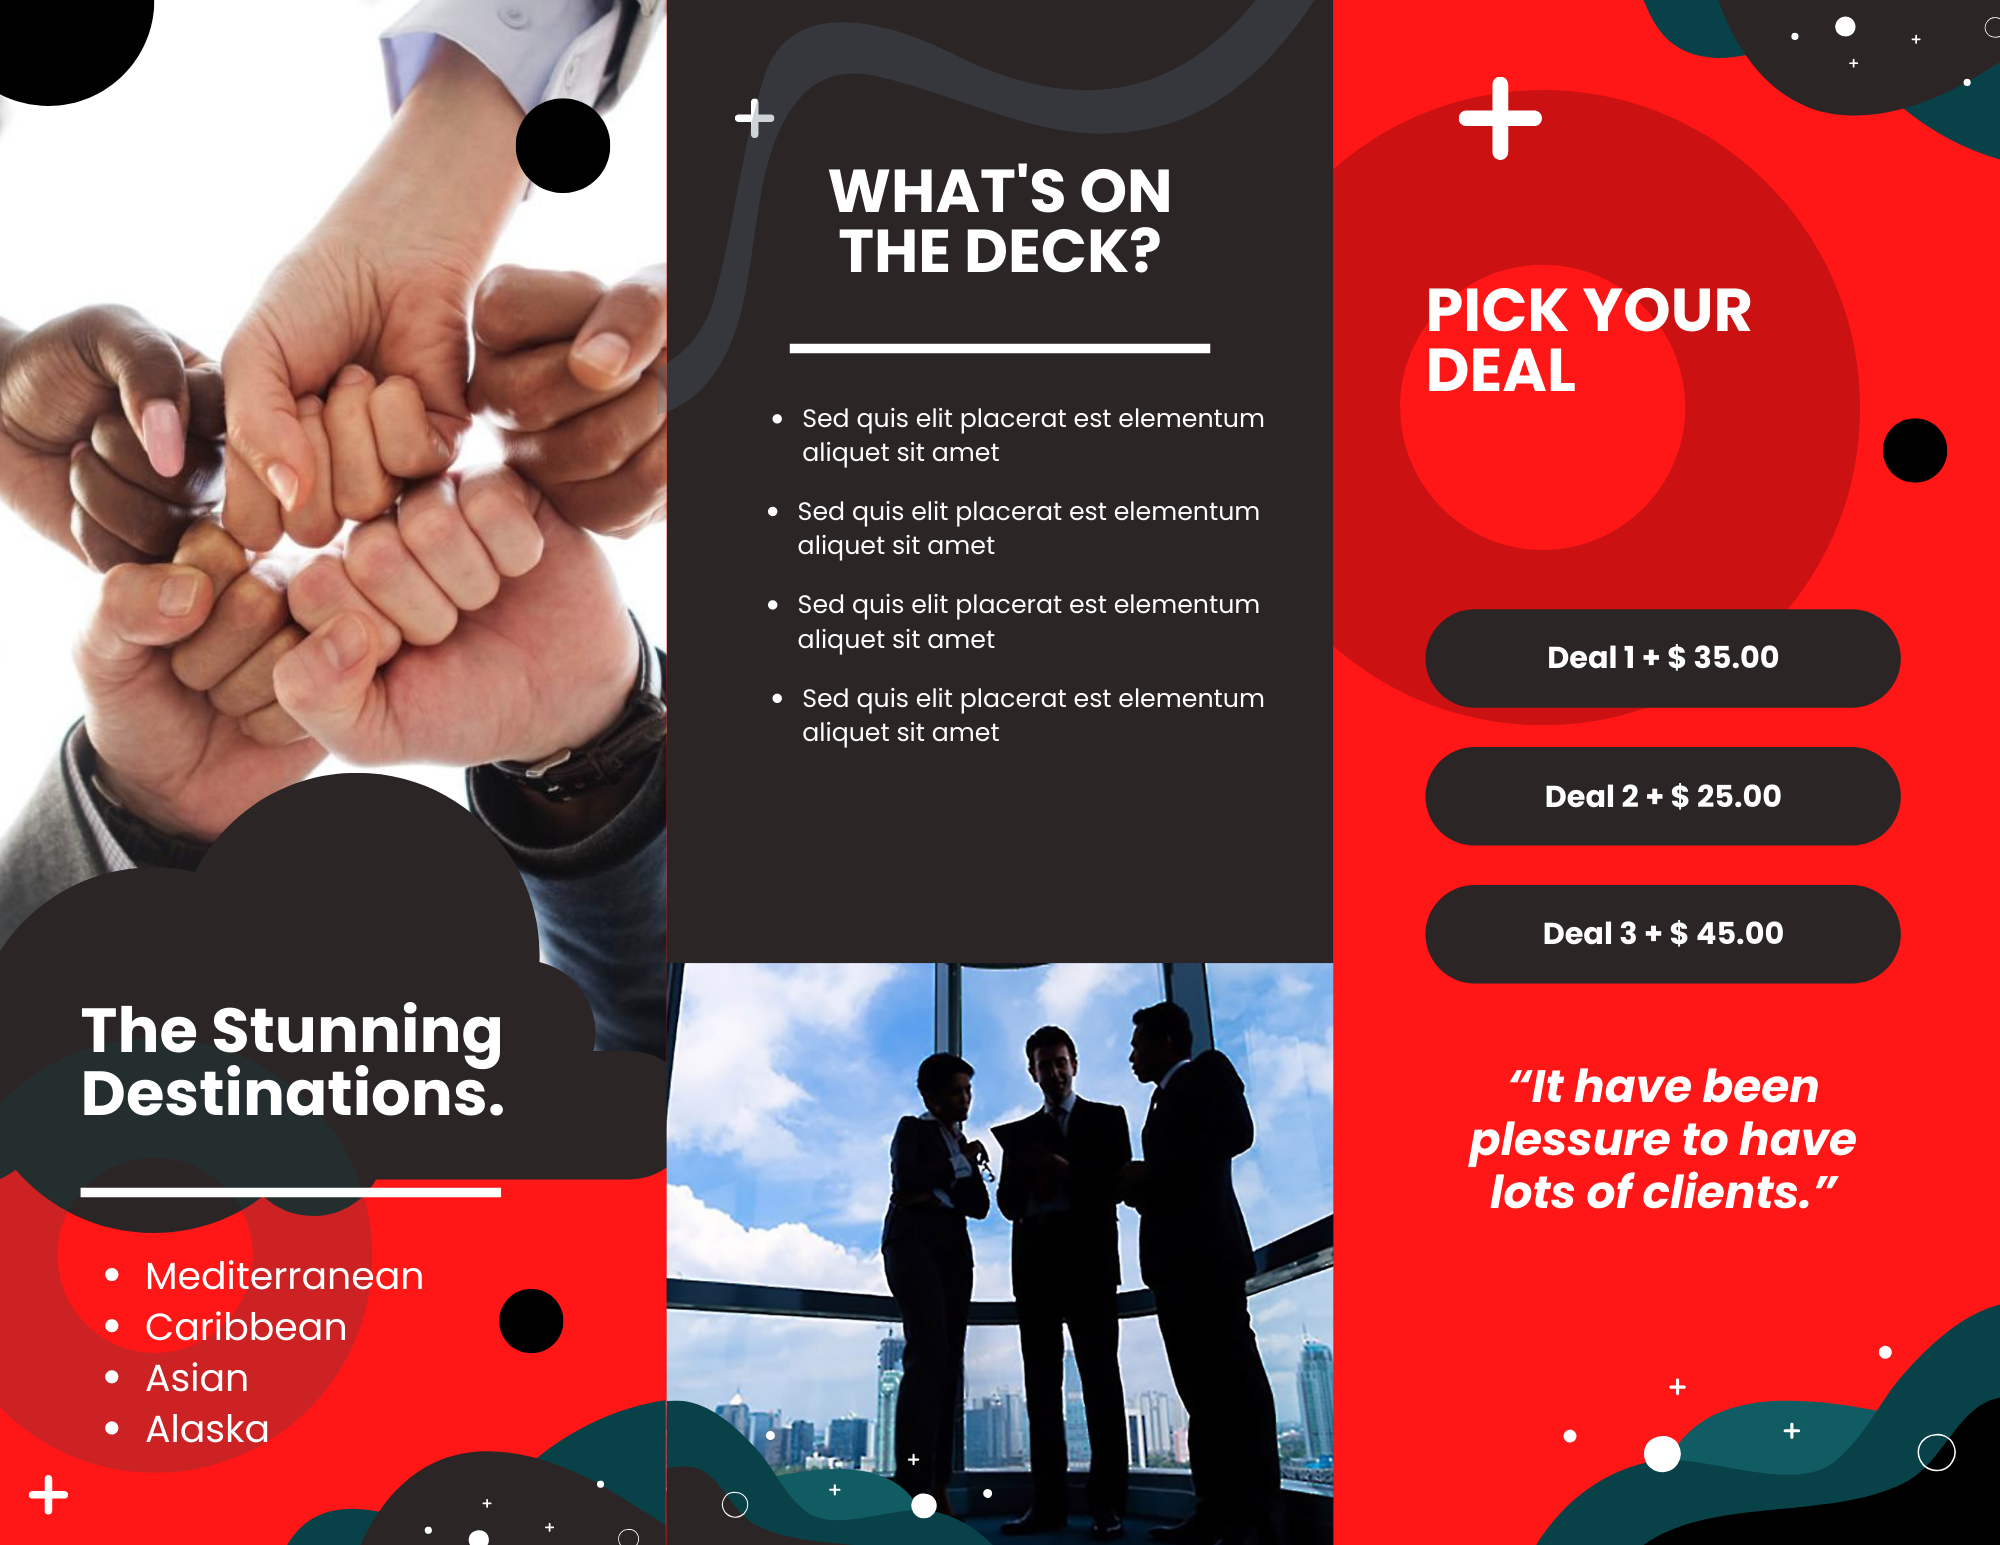 The Stunning
Destinations.
• Mediterranean
• Caribbean
• Asian
• Alaska
WHAT'S ON
THE DECK?
• Sed quis elit placerat est elementum
aliquet sit amet
• Sed quis elit placerat est elementum
aliquet sit amet
• Sed quis elit placerat est elementum
aliquet sit amet
• Sed quis elit placerat est elementum
aliquet sit amet
PICK YOUR
DEAL
Deal 1 + $ 35.00
Deal 2 + $ 25.00
Deal 3 + $ 45.00
“It have been
plessure to have
lots of clients.”